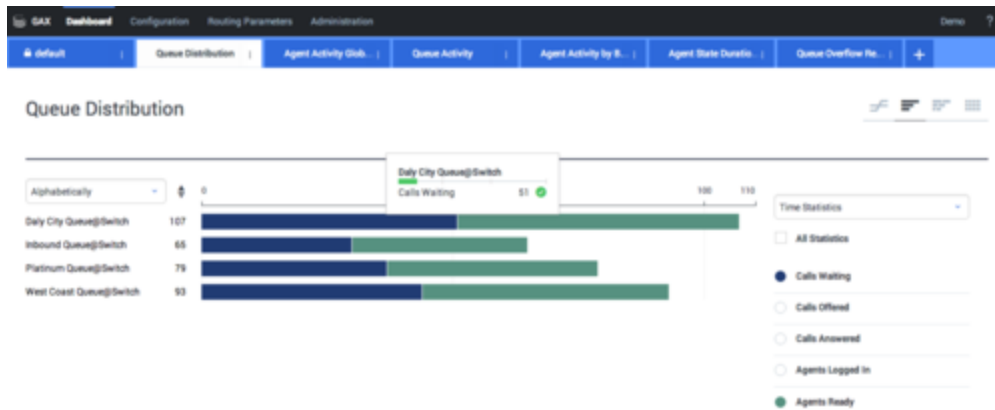 GAX Dashboard Configuration Routing Parameters Administration Demo ?
default Queue Distribution Agent Activity Glob... Queue Activity Agent Activity by B... Agent State Duratio... Queue Overflow Re... +
Queue Distribution
Daly City Queue@Switch
Calls Waiting 51
Alphabetically 0 100 110
Time Statistics
Daly City Queue@Switch 107
All Statistics
Inbound Queue@Switch 65
Platinum Queue@Switch 79
Calls Waiting
West Coast Queue@Switch 93
Calls Offered
Calls Answered
Agents Logged In
Agents Ready